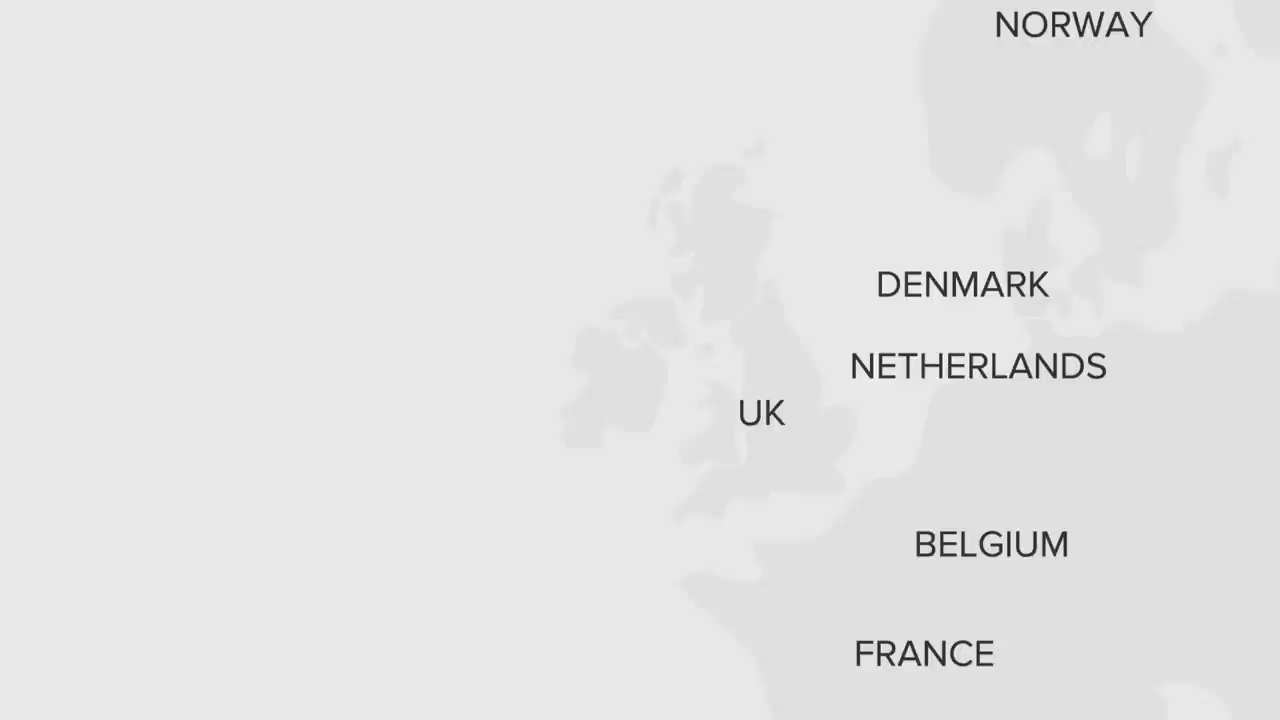 NORWAY
DENMARK
NETHERLANDS
UK
BELGIUM
FRANCE